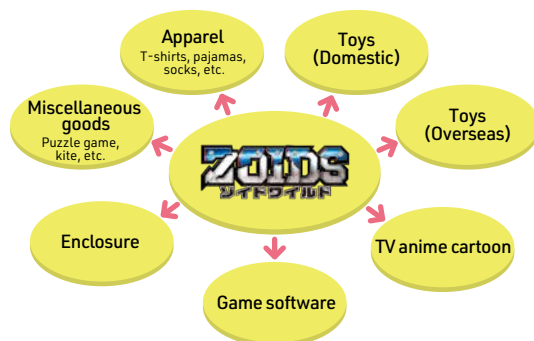 Apparel
T-shirts, pajamas,
socks, etc.
Toys
(Domestic)
Miscellaneous
goods
Puzzle game,
kite, etc.
Toys
(Overseas)
ZOIDS
ゾイドワイルド
Enclosure
TV anime cartoon
Game software